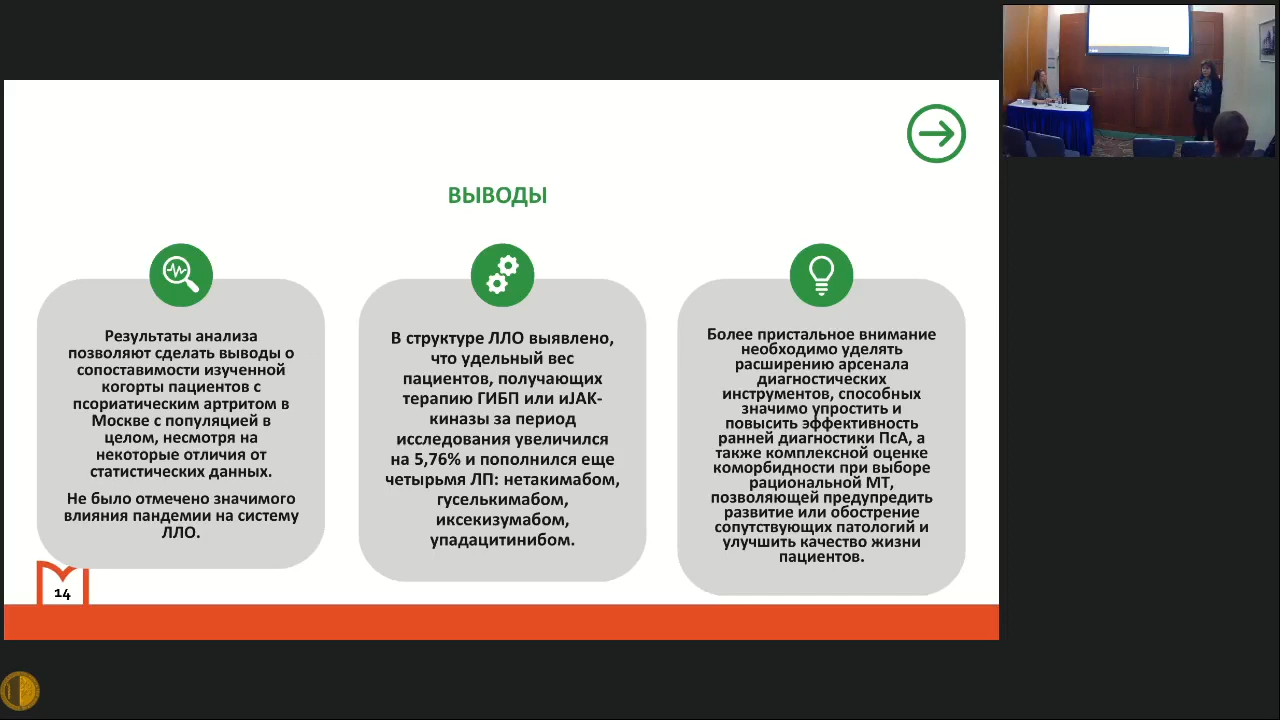 ВЫВОДЫ
Результаты анализа
позволяют сделать выводы о
сопоставимости изученной
когорты пациентов с
псориатическим артритом в
Москве с популяцией в
целом, несмотря на
некоторые отличия от
статистических данных.
Не было отмечено значимого
влияния пандемии на систему
ЛЛО.
В структуре ЛЛО выявлено,
что удельный вес
пациентов, получающих
терапию ГИБП или иJAK-
киназы за период
исследования увеличился
на 5,76% и пополнился еще
четырьмя ЛП: нетакимабом,
гуселькимабом,
иксекизумабом,
упадацитинибом.
Более пристальное внимание
необходимо уделять
расширению арсенала
диагностических
инструментов, способных
значимо упростить и
повысить эффективность
ранней диагностики ПсА, а
также комплексной оценке
коморбидности при выборе
рациональной МТ,
позволяющей предупредить
развитие или обострение
сопутствующих патологий и
улучшить качество жизни
пациентов.
14